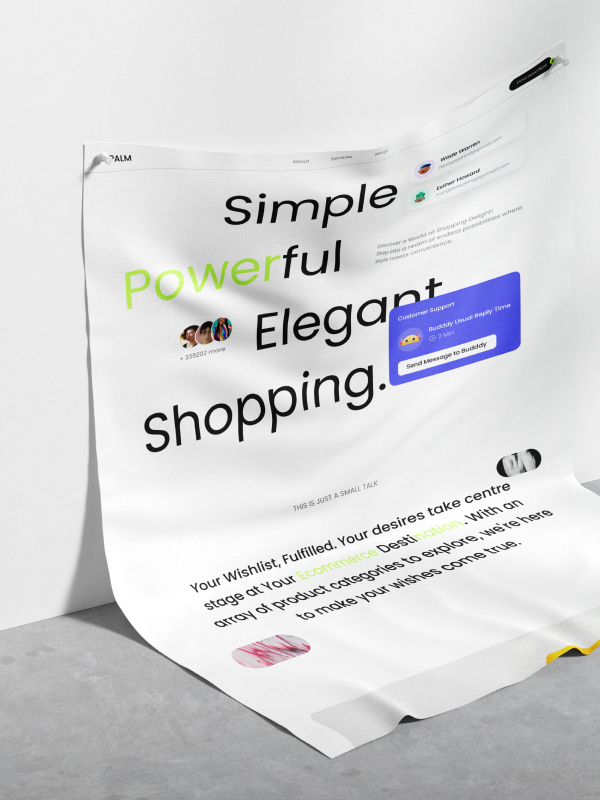 PALM
About
Services
Wade Warren
Esther Howard
Simple
Discover a World of Shopping Delight!
Step into a realm of endless possibilities where
style meets convenience.
Powerful
Elegant
+ 339202 more
Customer Support
Budddy Usual Reply Time
2 Min
Send Message to Budddy
Shopping.
THIS IS JUST A SMALL TALK
Your Wishlist, Fulfilled. Your desires take centre
stage at Your Ecommerce Destination. With an
array of product categories to explore, we're here
to make your wishes come true.